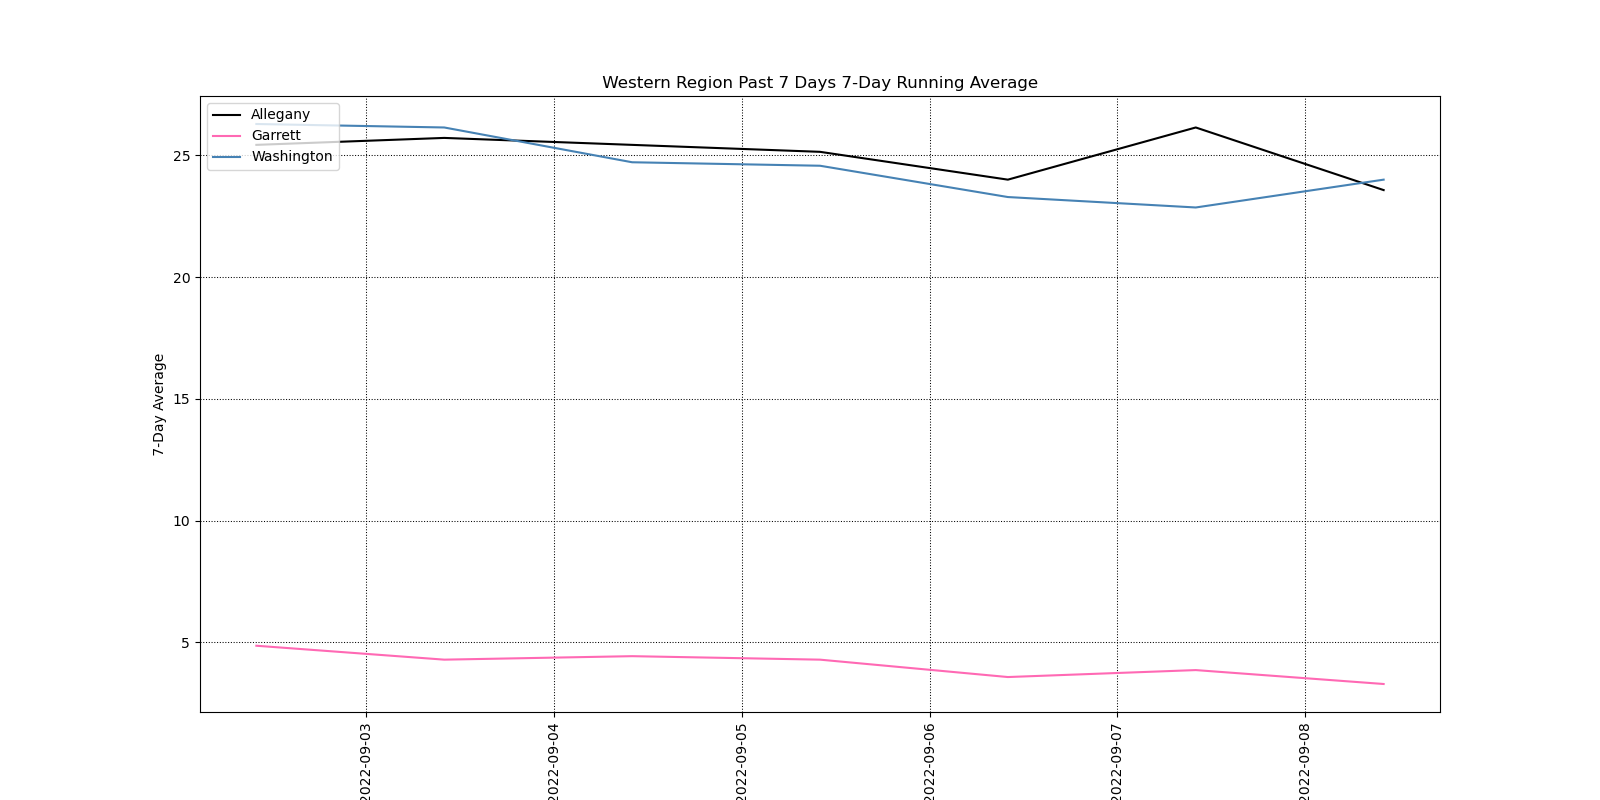 Western Region Past 7 Days 7-Day Running Average
Allegany
Garrett
Washington
25
20
15
10
5
7-Day Average
2022-09-03
2022-09-04
2022-09-05
2022-09-06
2022-09-07
2022-09-08